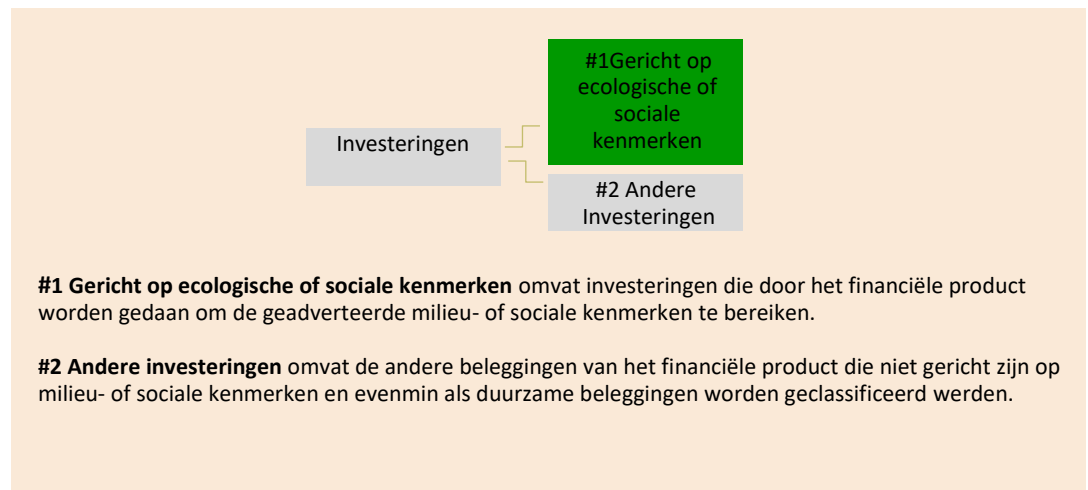 #1Gericht op
ecologische of
sociale
kenmerken
Investeringen
#2 Andere
Investeringen
#1 Gericht op ecologische of sociale kenmerken omvat investeringen die door het financiële product
worden gedaan om de geadverteerde milieu- of sociale kenmerken te bereiken.
#2 Andere investeringen omvat de andere beleggingen van het financiële product die niet gericht zijn op
milieu- of sociale kenmerken en evenmin als duurzame beleggingen worden geclassificeerd werden.